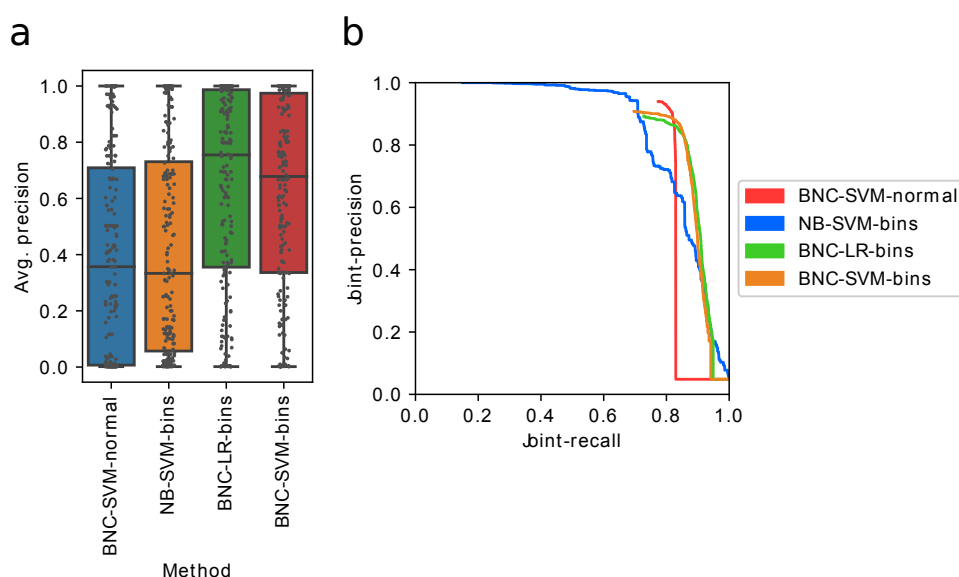 a
b
Avg. precision
1.0
0.8
0.6
0.4
0.2
0.0
BNC-SVM-normal
NB-SVM-bins
BNC-LR-bins
BNC-SVM-bins
Method
Joint-precision
1.0
0.8
0.6
0.4
0.2
0.0
0.0 0.2 0.4 0.6 0.8 1.0
Joint-recall
BNC-SVM-normal
NB-SVM-bins
BNC-LR-bins
BNC-SVM-bins